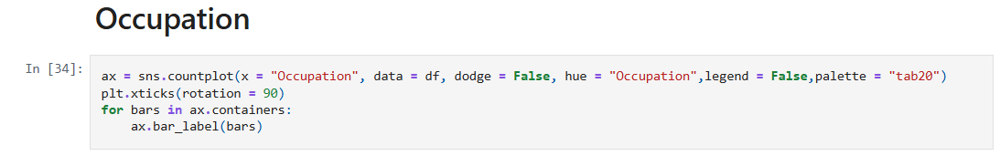 Occupation
In [34]:
ax = sns.countplot(x = "Occupation", data = df, dodge = False, hue = "Occupation",legend = False,palette = "tab20")
plt.xticks(rotation = 90)
for bars in ax.containers:
    ax.bar_label(bars)